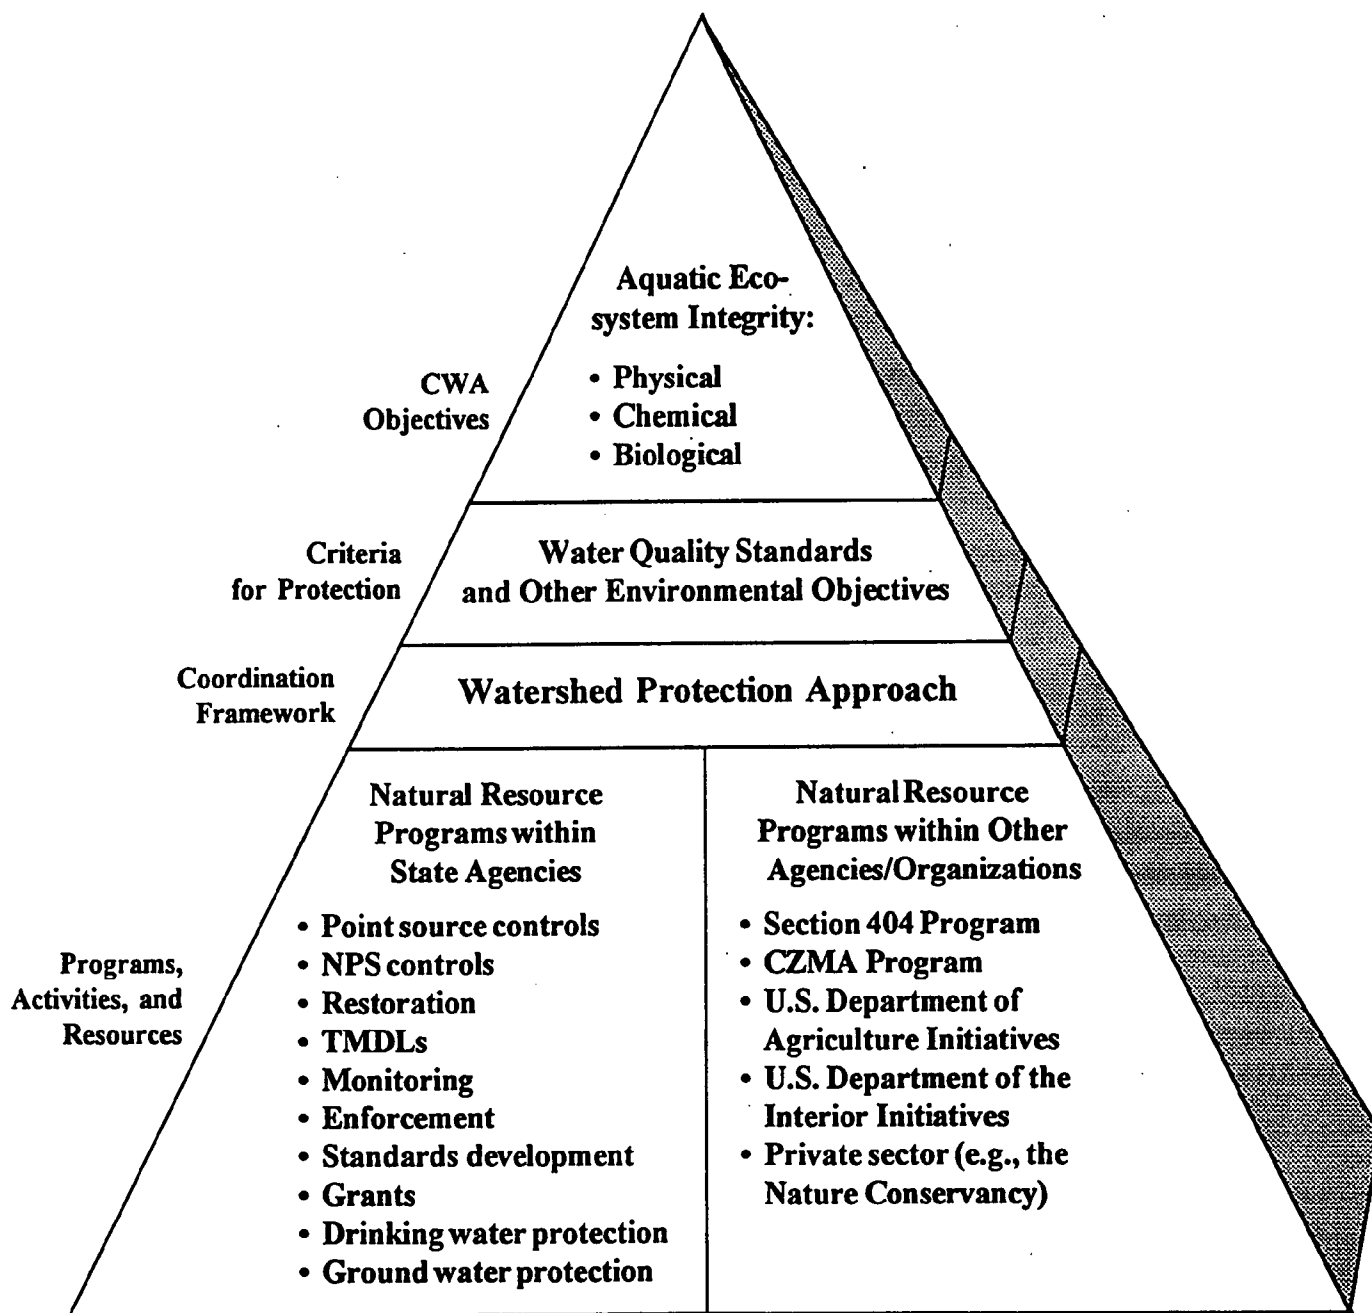 Aquatic Eco-
system Integrity:
• Physical
• Chemical
• Biological
CWA
Objectives
Water Quality Standards
and Other Environmental Objectives
Criteria
for Protection
Watershed Protection Approach
Coordination
Framework
Natural Resource
Programs within
State Agencies
• Point source controls
• NPS controls
• Restoration
• TMDLs
• Monitoring
• Enforcement
• Standards development
• Grants
• Drinking water protection
• Ground water protection
Natural Resource
Programs within Other
Agencies/Organizations
• Section 404 Program
• CZMA Program
• U.S. Department of
Agriculture Initiatives
• U.S. Department of the
Interior Initiatives
• Private sector (e.g., the
Nature Conservancy)
Programs,
Activities, and
Resources